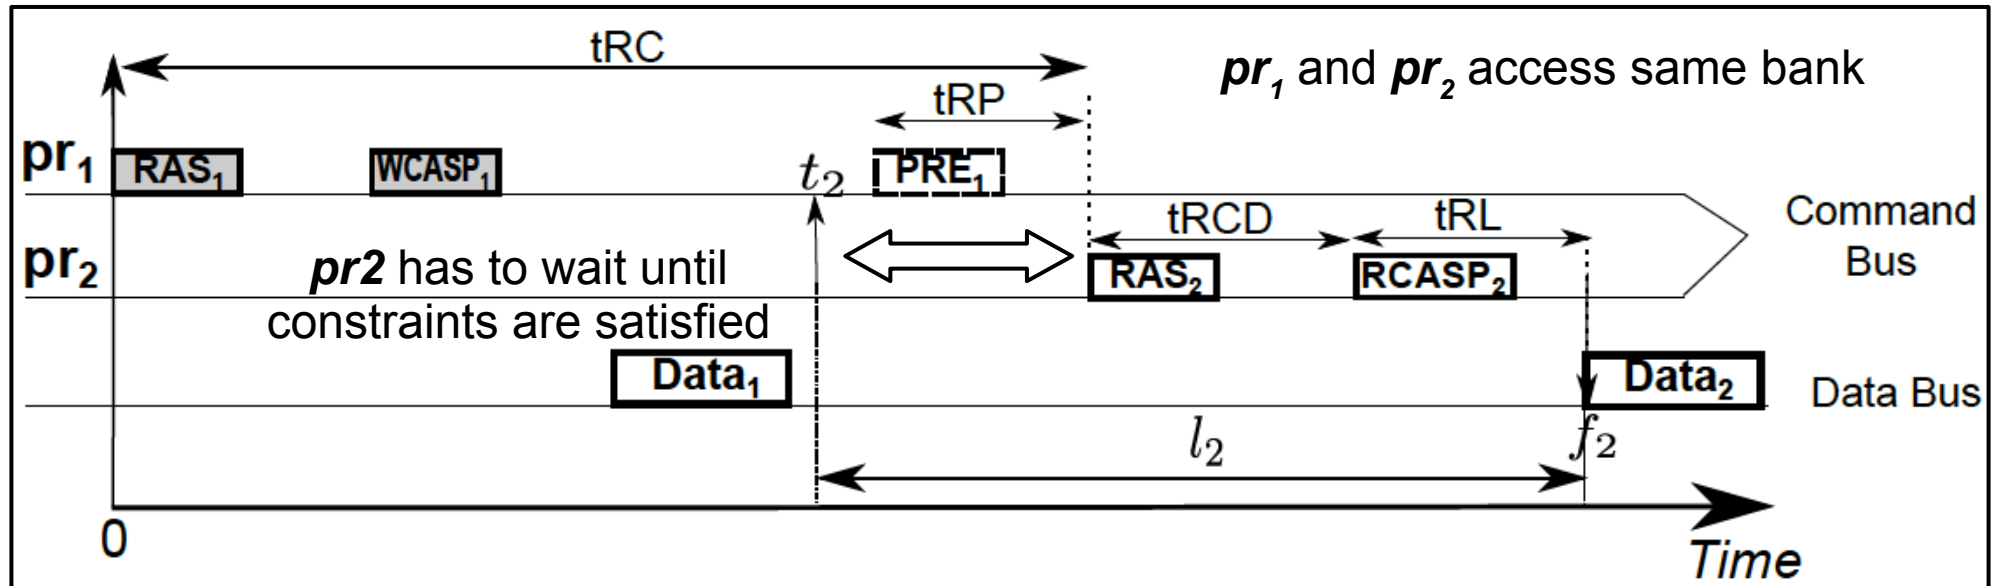 tRC
pr₁ and pr₂ access same bank
tRP
pr₁
RAS₁
WCASP₁
t₂
PRE₁
tRCD
tRL
Command
Bus
pr₂
pr2 has to wait until
constraints are satisfied
RAS₂
RCASP₂
Data₁
Data₂
Data Bus
l₂
f₂
0
Time